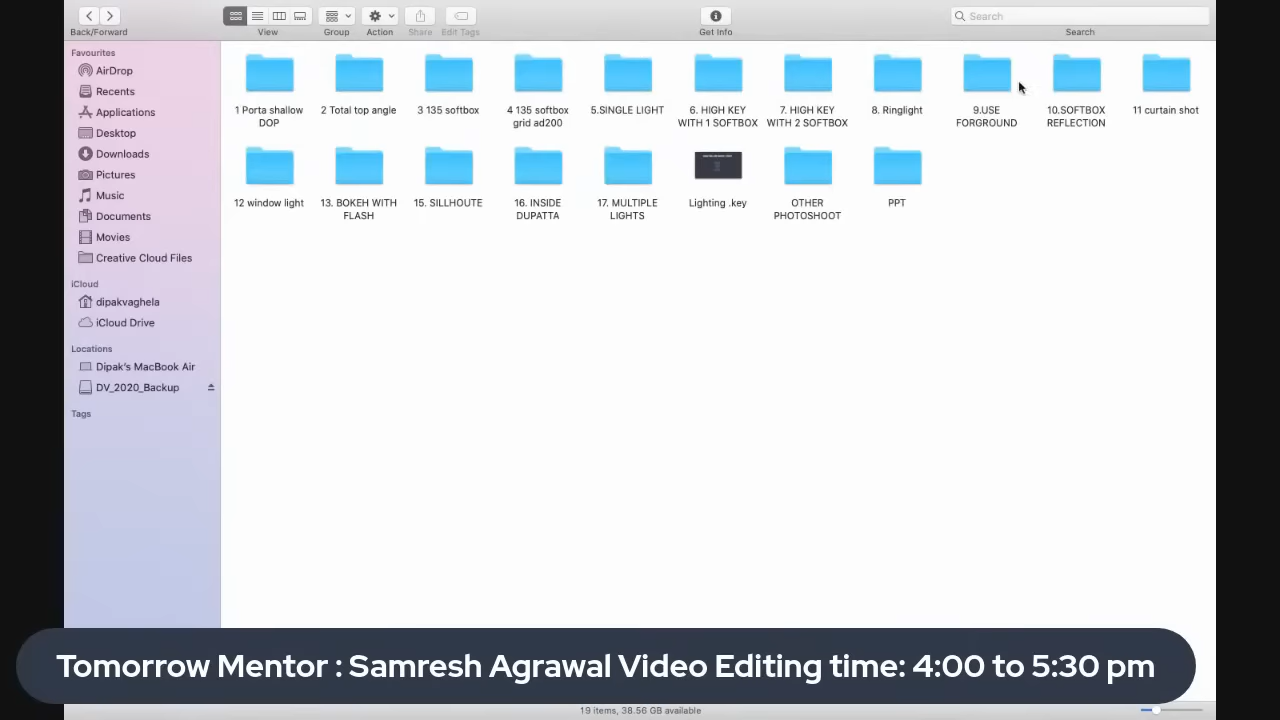 Search
Back/Forward
View
Group
Action
Share
Edit Tags
Get Info
Search
Favourites
AirDrop
Recents
Applications
Desktop
Downloads
Pictures
Music
Documents
Movies
Creative Cloud Files
iCloud
dipakvaghela
iCloud Drive
Locations
Dipak's MacBook Air
DV_2020_Backup
Tags
1 Porta shallow
DOP
2 Total top angle
3 135 softbox
4 135 softbox
grid ad200
5.SINGLE LIGHT
6. HIGH KEY
WITH 1 SOFTBOX
7. HIGH KEY
WITH 2 SOFTBOX
8. Ringlight
9.USE
FORGROUND
10.SOFTBOX
REFLECTION
11 curtain shot
12 window light
13. BOKEH WITH
FLASH
15. SILLHOUTE
16. INSIDE
DUPATTA
17. MULTIPLE
LIGHTS
Lighting .key
OTHER
PHOTOSHOOT
PPT
Tomorrow Mentor : Samresh Agrawal Video Editing time: 4:00 to 5:30 pm
19 items, 38.56 GB available